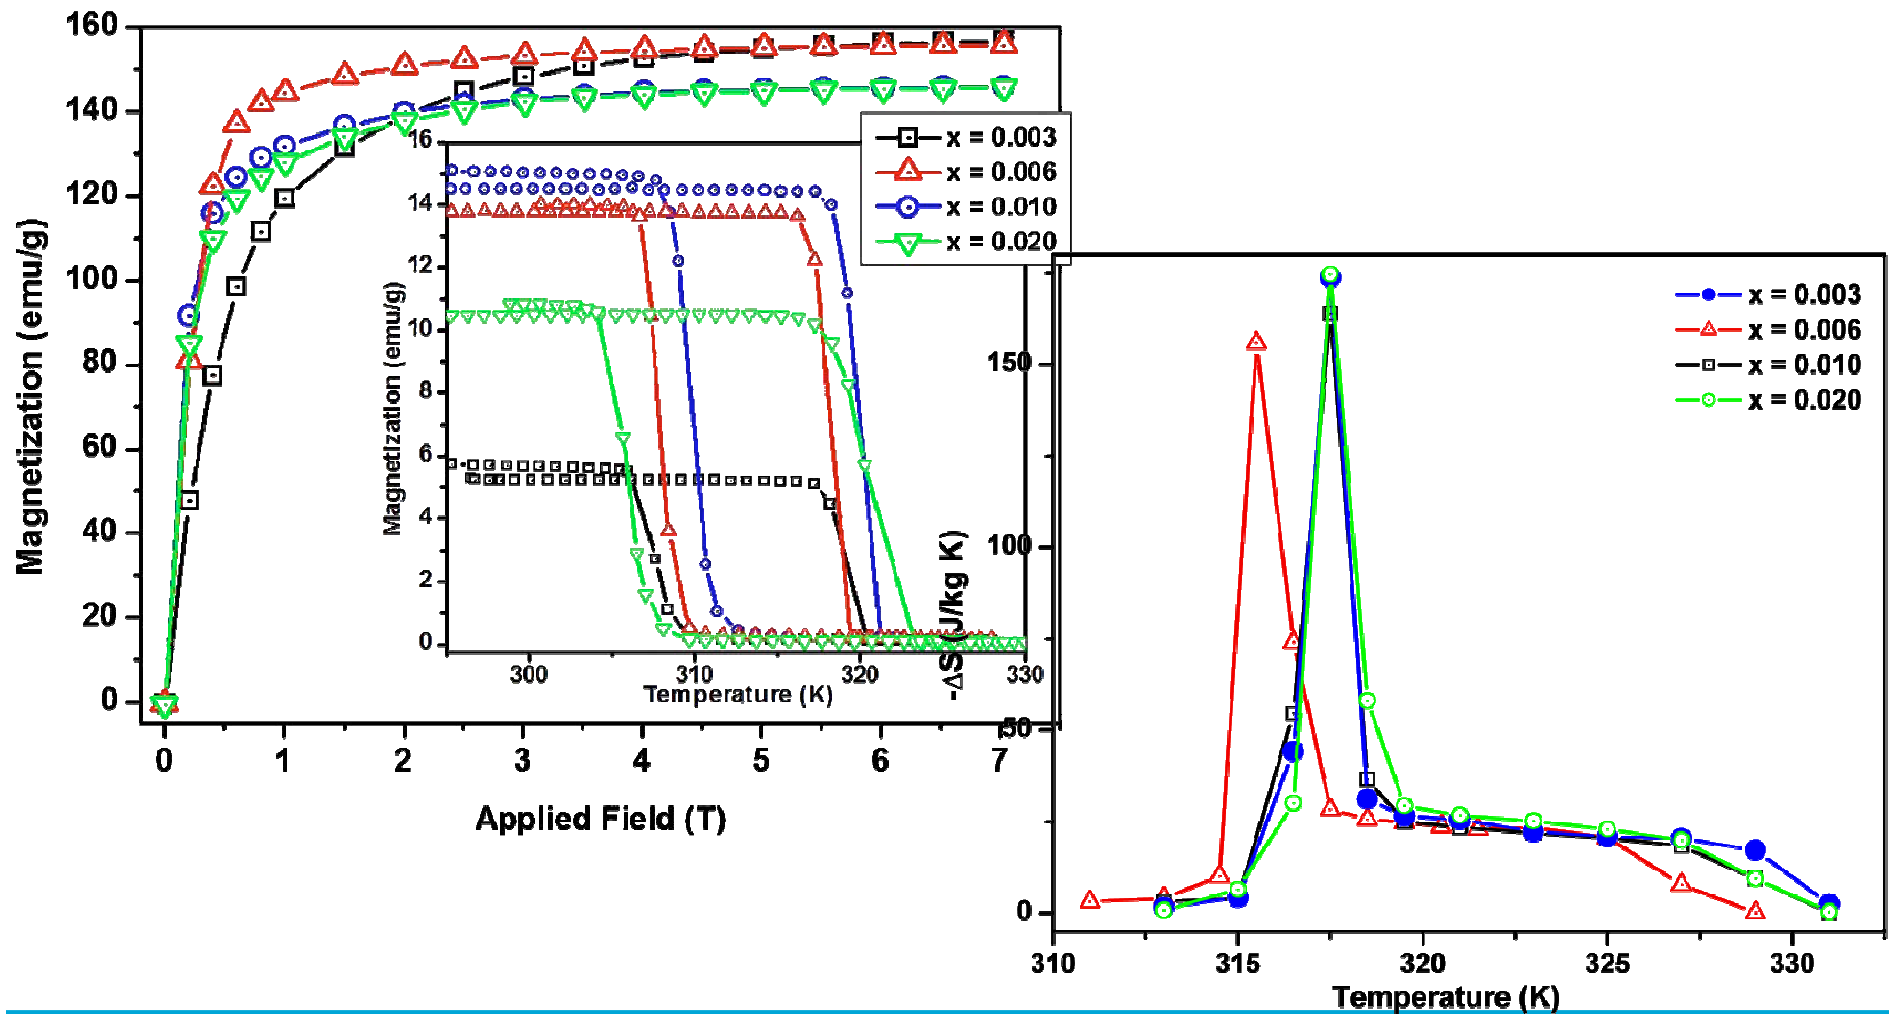 160
140
120
100
80
60
40
20
0
Magnetization (emu/g)
0 1 2 3 4 5 6 7
Applied Field (T)
x = 0.003
x = 0.006
x = 0.010
x = 0.020
16
14
12
10
8
6
4
2
0
Magnetization (emu/g)
300 310 320 330
Temperature (K)
x = 0.003
x = 0.006
x = 0.010
x = 0.020
150
100
50
0
-ΔS (J/kg K)
310 315 320 325 330
Temperature (K)